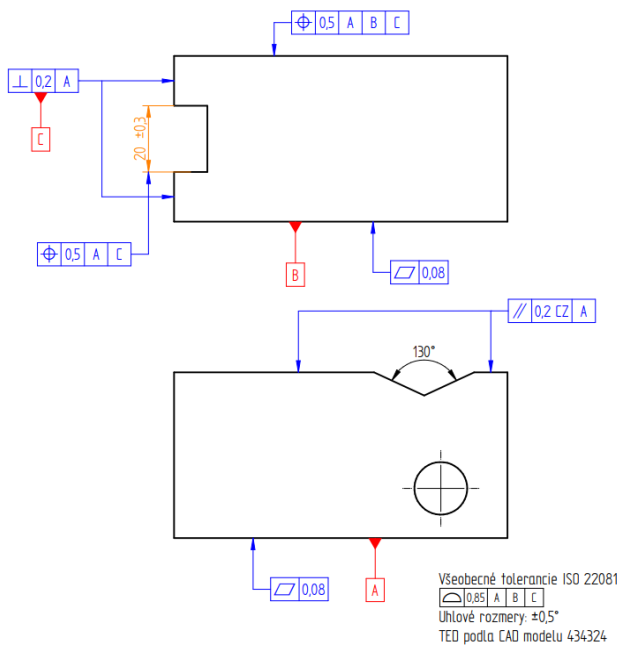 ⌖ 0,5 A B C
⊥ 0,2 A
C
20 ±0,3
⌖ 0,5 A C
B
▱ 0,08
// 0,2 CZ A
130°
▱ 0,08
A
Všeobecné tolerancie ISO 22081
⌓ 0,85 A B C
Uhlové rozmery: ±0,5°
TED podľa CAD modelu 434324